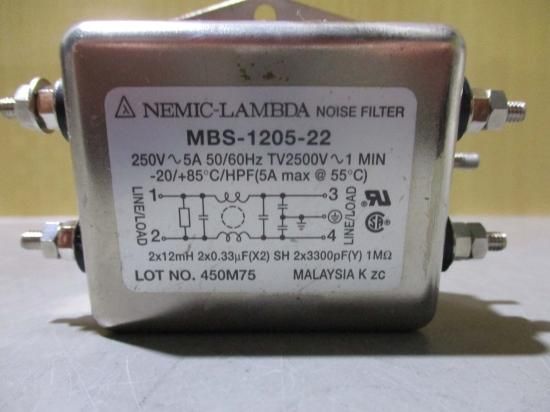 NEMIC-LAMBDA NOISE FILTER
MBS-1205-22
250V~5A 50/60Hz TV2500V~1 MIN
-20/+85°C/HPF(5A max @ 55°C)
LINE/LOAD
1
2
3
4
LINE/LOAD
2x12mH 2x0.33µF(X2) SH 2x3300pF(Y) 1MΩ
LOT NO. 450M75 MALAYSIA K zc